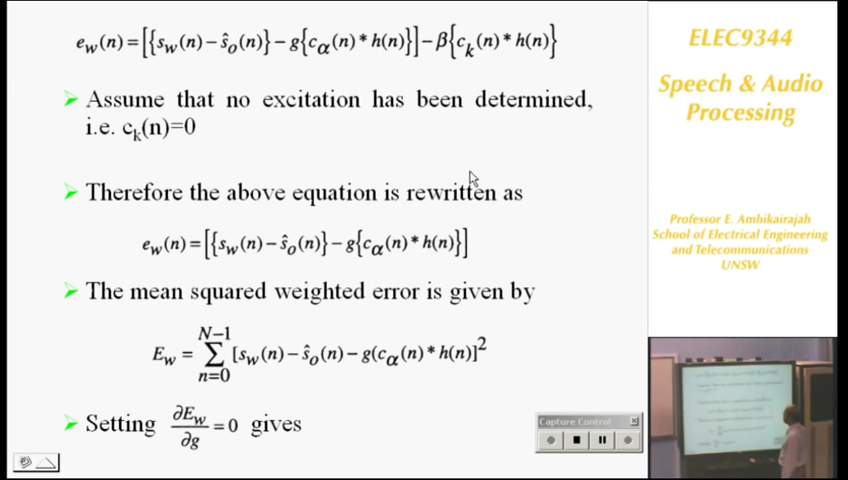 e_w(n) = [{s_w(n) − ŝ_o(n)} − g{c_α(n) * h(n)}] − β{c_k(n) * h(n)}
Assume that no excitation has been determined,
i.e. c_k(n)=0
Therefore the above equation is rewritten as
e_w(n) = [{s_w(n) − ŝ_o(n)} − g{c_α(n) * h(n)}]
The mean squared weighted error is given by
E_w = ∑_{n=0}^{N−1} [s_w(n) − ŝ_o(n) − g(c_α(n) * h(n)]²
Setting ∂E_w/∂g = 0 gives
Capture Control
ELEC9344
Speech & Audio
Processing
Professor E. Ambikairajah
School of Electrical Engineering
and Telecommunications
UNSW